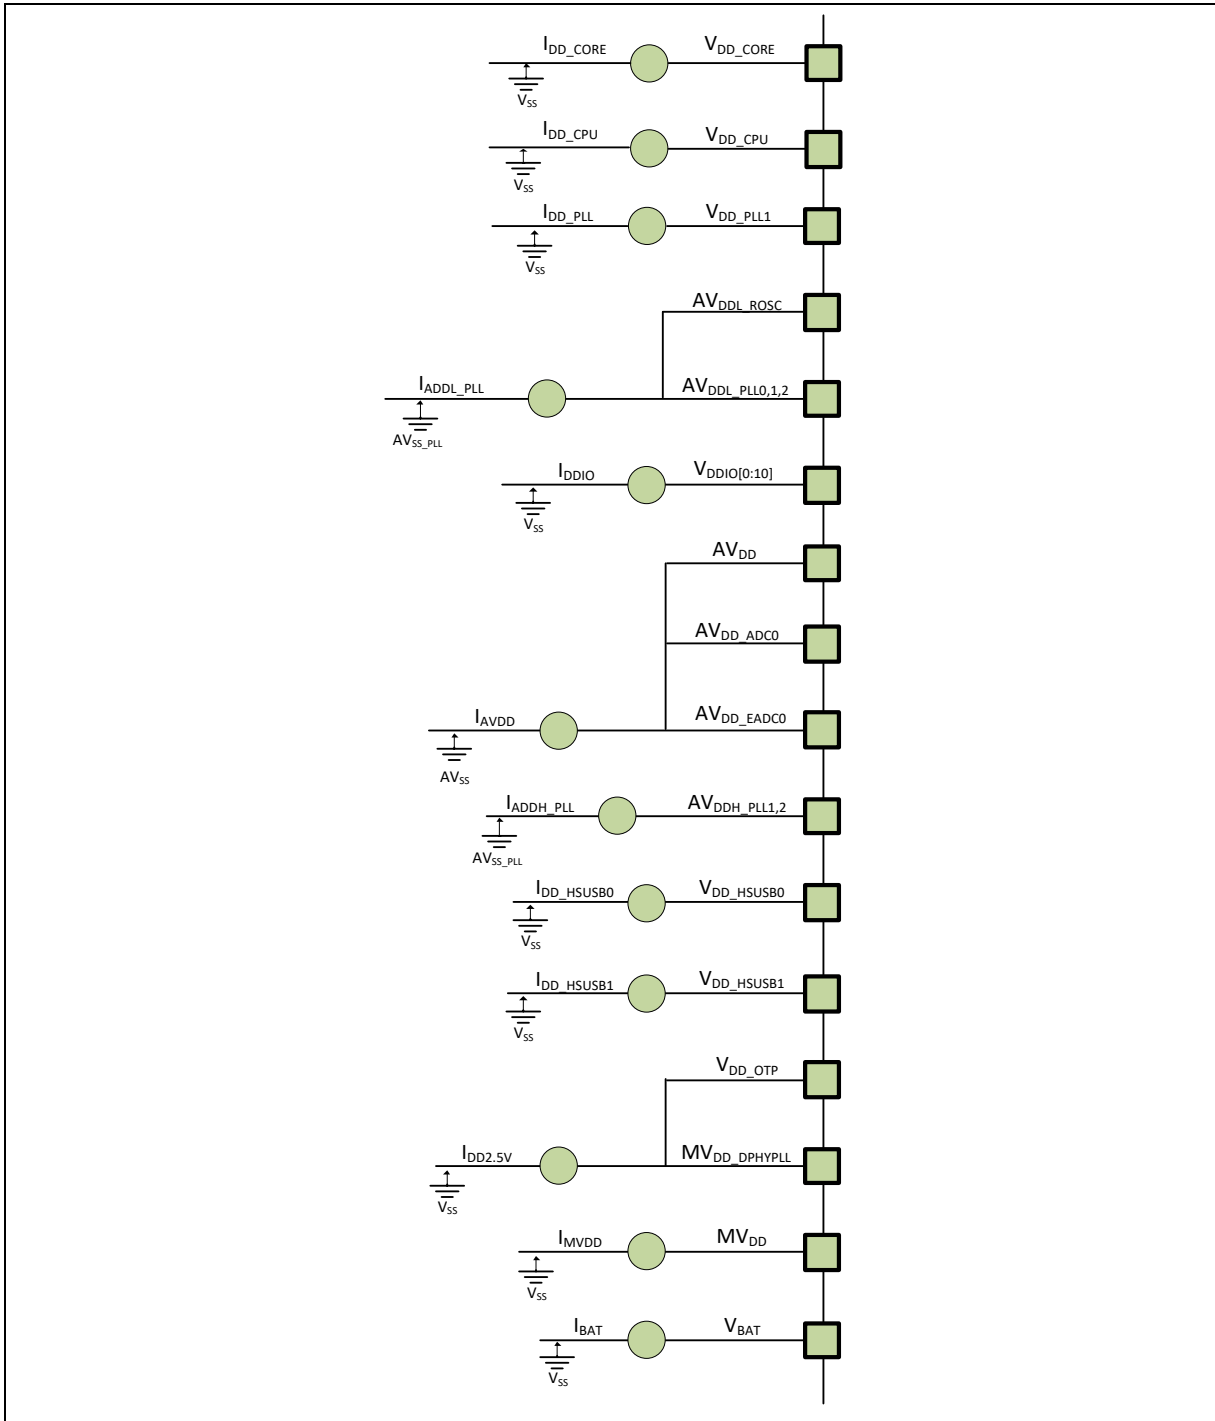 I_DD_CORE V_DD_CORE
V_SS
I_DD_CPU V_DD_CPU
V_SS
I_DD_PLL V_DD_PLL1
V_SS
AV_DDL_ROSC
I_ADDL_PLL AV_DDL_PLL0,1,2
AV_SS_PLL
I_DDIO V_DDIO[0:10]
V_SS
AV_DD
AV_DD_ADC0
I_AVDD AV_DD_EADC0
AV_SS
I_ADDH_PLL AV_DDH_PLL1,2
AV_SS_PLL
I_DD_HSUSB0 V_DD_HSUSB0
V_SS
I_DD_HSUSB1 V_DD_HSUSB1
V_SS
V_DD_OTP
I_DD2.5V MV_DD_DPHYPLL
V_SS
I_MVDD MV_DD
V_SS
I_BAT V_BAT
V_SS